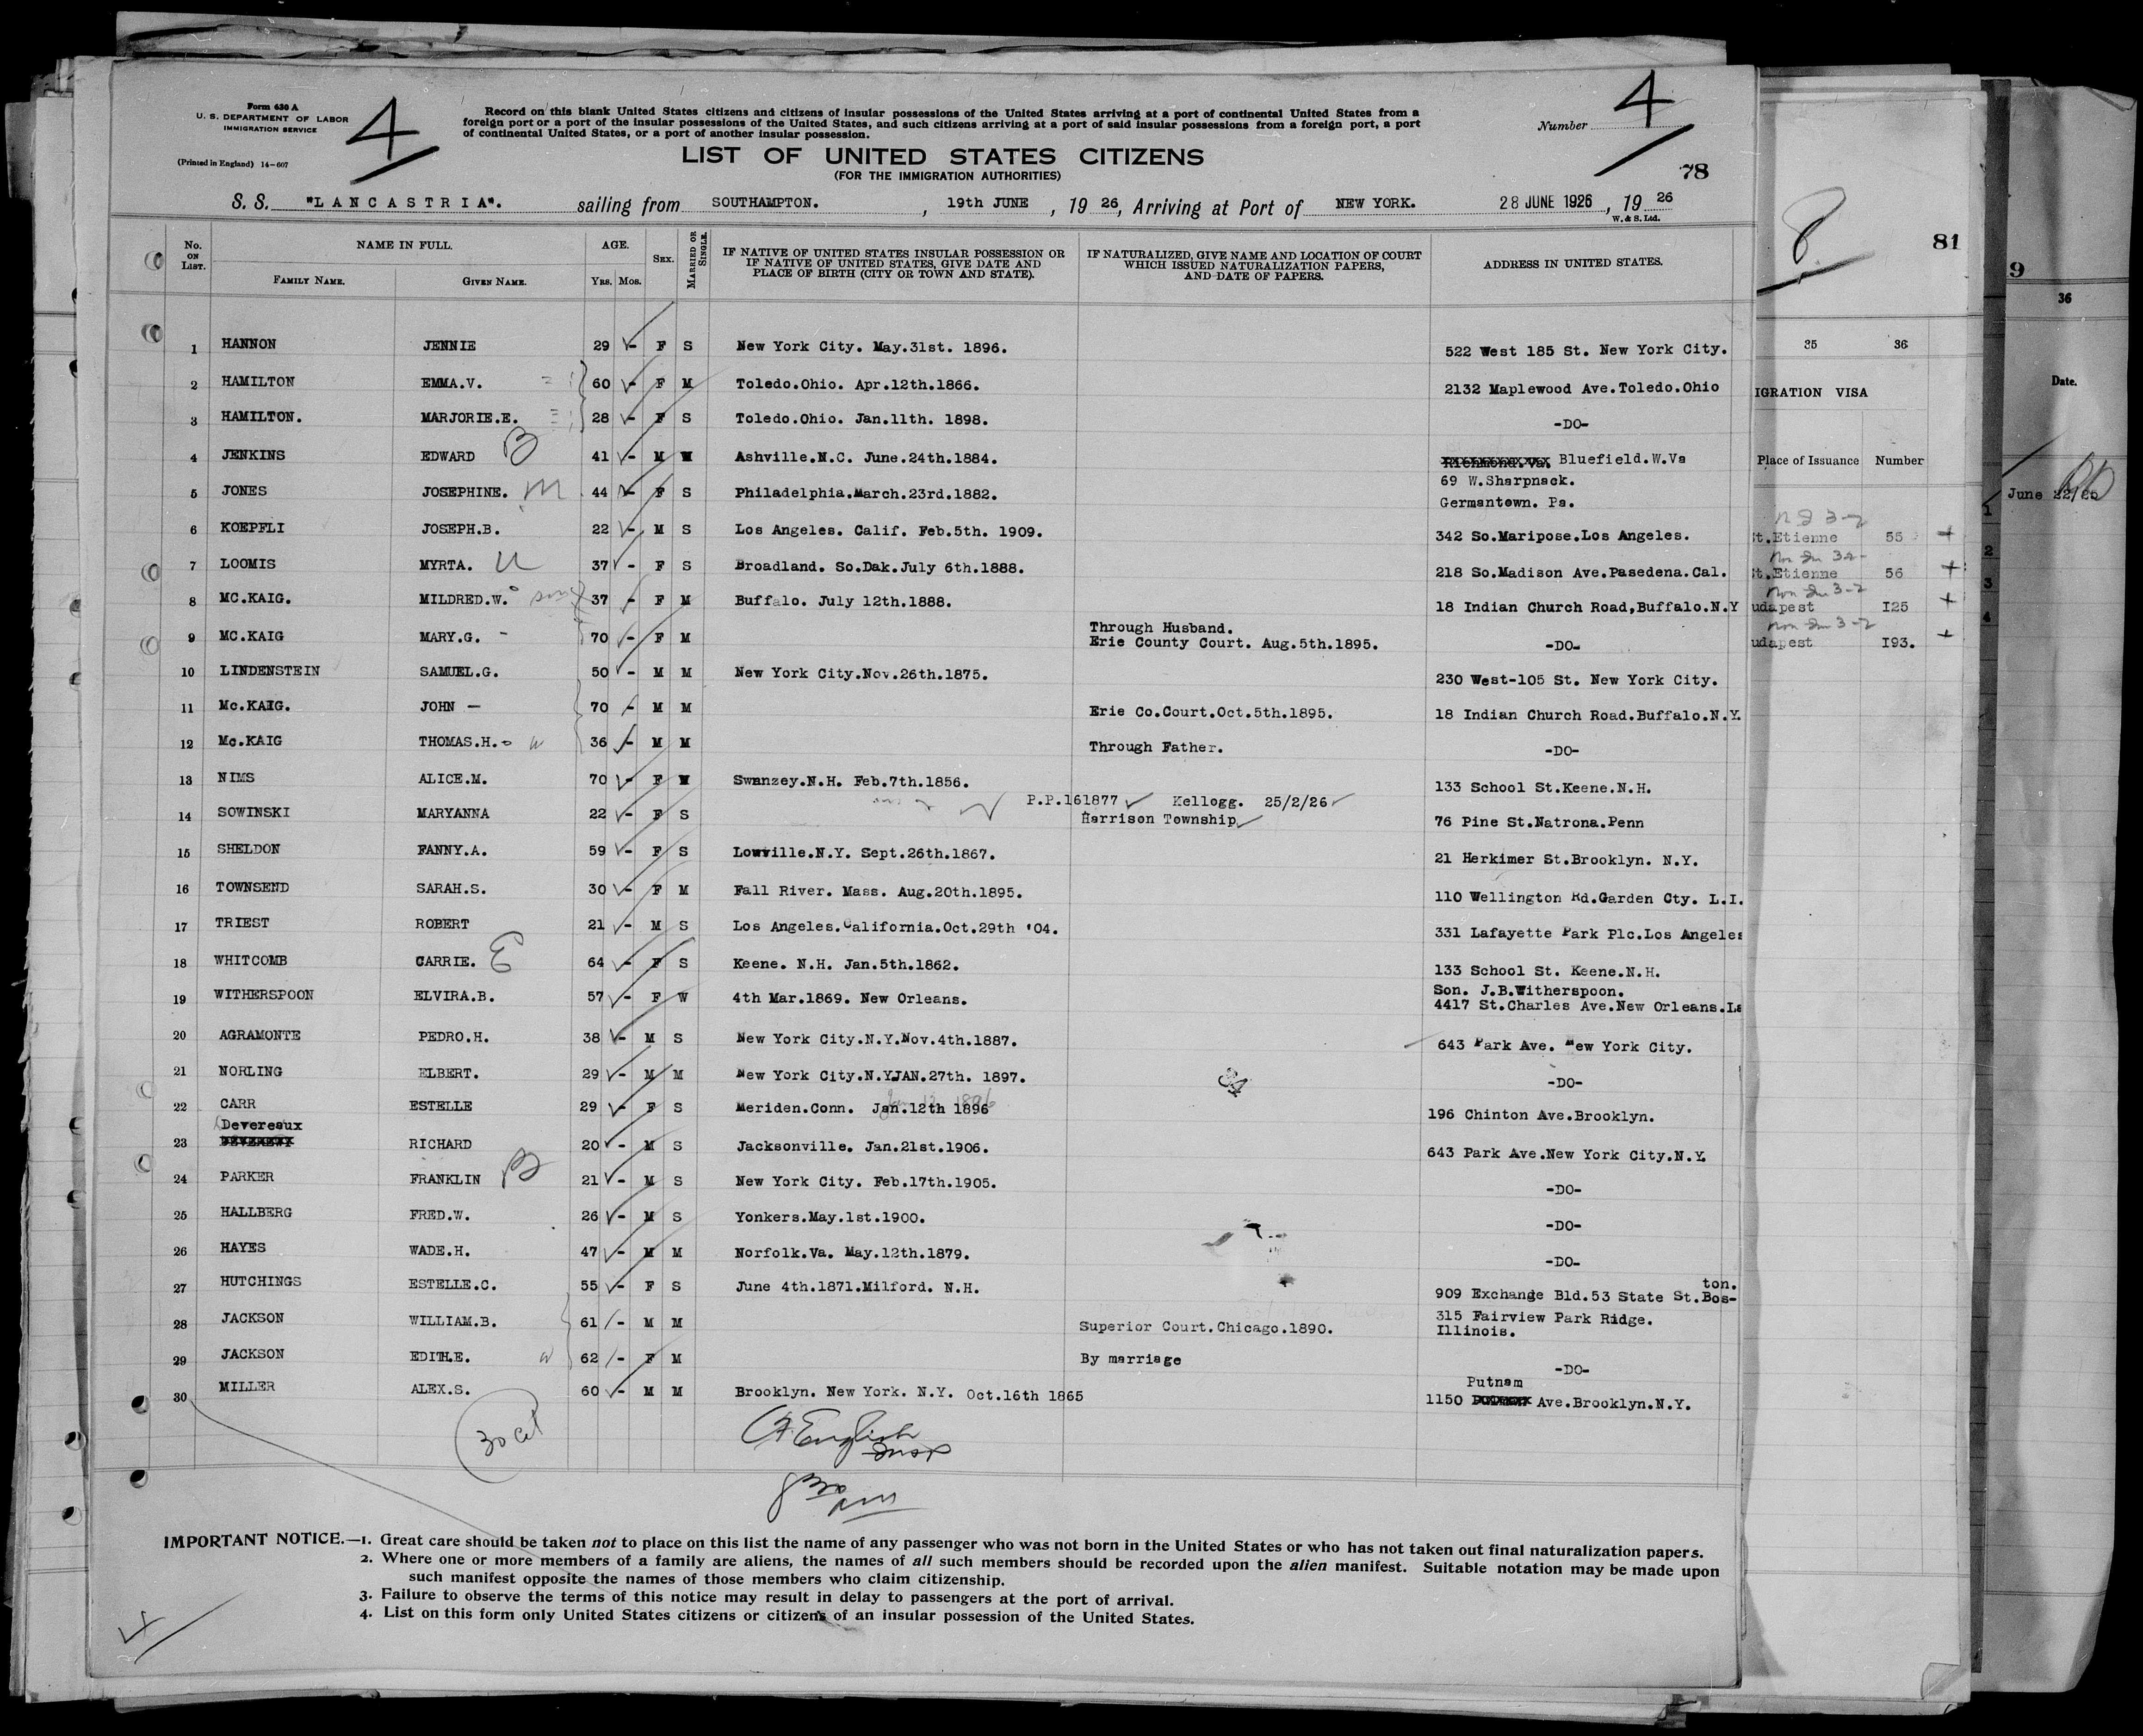 Form 630 A
U. S. DEPARTMENT OF LABOR
IMMIGRATION SERVICE
(Printed in England) 14-607
4
Record on this blank United States citizens and citizens of insular possessions of the United States arriving at a port of continental United States from a
foreign port or a port of the insular possessions of the United States, and such citizens arriving at a port of said insular possessions from a foreign port, a port
of continental United States, or a port of another insular possession.
Number 4
LIST OF UNITED STATES CITIZENS
(FOR THE IMMIGRATION AUTHORITIES)
78
S. S. "LANCASTRIA". sailing from SOUTHAMPTON. , 19th JUNE , 19 26, Arriving at Port of NEW YORK. 28 JUNE 1926 , 19 26
W. & S. Ltd.
No. ON LIST. NAME IN FULL. AGE. SEX. MARRIED OR SINGLE. IF NATIVE OF UNITED STATES INSULAR POSSESSION OR IF NATIVE OF UNITED STATES, GIVE DATE AND PLACE OF BIRTH (CITY OR TOWN AND STATE). IF NATURALIZED, GIVE NAME AND LOCATION OF COURT WHICH ISSUED NATURALIZATION PAPERS, AND DATE OF PAPERS. ADDRESS IN UNITED STATES.
FAMILY NAME. GIVEN NAME. YRS. MOS.
1 HANNON JENNIE 29 - F S New York City. May.31st. 1896. 522 West 185 St. New York City.
2 HAMILTON EMMA.V. 60 - F M Toledo.Ohio. Apr.12th.1866. 2132 Maplewood Ave.Toledo.Ohio
3 HAMILTON. MARJORIE.E. 28 - F S Toledo.Ohio. Jan.11th. 1898. -DO-
4 JENKINS EDWARD B 41 - M W Ashville.N.C. June.24th.1884. Richmond.Va. Bluefield.W.Va
5 JONES JOSEPHINE. m 44 - F S Philadelphia.March.23rd.1882. 69 W.Sharpnack.
Germantown. Pa.
6 KOEPFLI JOSEPH.B. 22 - M S Los Angeles. Calif. Feb.5th. 1909. 342 So.Maripose.Los Angeles.
7 LOOMIS MYRTA. U 37 - F S Broadland. So.Dak.July 6th.1888. 218 So.Madison Ave.Pasedena.Cal.
8 MC.KAIG. MILDRED.W. 37 - F M Buffalo. July 12th.1888. 18 Indian Church Road,Buffalo.N.Y
9 MC.KAIG MARY.G. 70 - F M Through Husband.
Erie County Court. Aug.5th.1895. -DO-
10 LINDENSTEIN SAMUEL.G. 50 - M M New York City.Nov.26th.1875. 230 West-105 St. New York City.
11 Mc.KAIG. JOHN 70 - M M Erie Co.Court.Oct.5th.1895. 18 Indian Church Road.Buffalo.N.Y.
12 Mc.KAIG THOMAS.H. w 36 - M M Through Father. -DO-
13 NIMS ALICE.M. 70 - F W Swanzey.N.H. Feb.7th.1856. 133 School St.Keene.N.H.
14 SOWINSKI MARYANNA 22 - F S P.P.161877 Kellogg. 25/2/26
Harrison Township 76 Pine St.Natrona.Penn
15 SHELDON FANNY.A. 59 - F S Lowville.N.Y. Sept.26th.1867. 21 Herkimer St.Brooklyn. N.Y.
16 TOWNSEND SARAH.S. 30 - F M Fall River. Mass. Aug.20th.1895. 110 Wellington Rd.Garden Cty. L.I.
17 TRIEST ROBERT 21 - M S Los Angeles.California.Oct.29th '04. 331 Lafayette Park Plc.Los Angeles
18 WHITCOMB CARRIE. E 64 - F S Keene. N.H. Jan.5th.1862. 133 School St. Keene.N.H.
19 WITHERSPOON ELVIRA.B. 57 - F W 4th Mar.1869. New Orleans. Son. J.B.Witherspoon.
4417 St.Charles Ave.New Orleans.La
20 AGRAMONTE PEDRO.H. 38 - M S New York City.N.Y.Nov.4th.1887. 643 Park Ave. New York City.
21 NORLING ELBERT. 29 - M M New York City.N.YJAN.27th. 1897. -DO-
22 CARR ESTELLE 29 - F S Meriden.Conn. Jan.12th 1896 196 Chinton Ave.Brooklyn.
Devereaux
23 RICHARD 20 - M S Jacksonville. Jan.21st.1906. 643 Park Ave.New York City.N.Y.
24 PARKER FRANKLIN B 21 - M S New York City. Feb.17th.1905. -DO-
25 HALLBERG FRED.W. 26 - M S Yonkers.May.1st.1900. -DO-
26 HAYES WADE.H. 47 - M M Norfolk.Va. May.12th.1879. -DO-
27 HUTCHINGS ESTELLE.C. 55 - F S June 4th.1871.Milford. N.H. 909 Exchange Bld.53 State St.Bos-ton.
28 JACKSON WILLIAM.B. 61 - M M Superior Court.Chicago.1890. 315 Fairview Park Ridge.
Illinois.
29 JACKSON EDITH.E. w 62 - F M By marriage -DO-
Putnam
30 MILLER ALEX.S. 60 - M M Brooklyn. New York. N.Y. Oct.16th 1865 1150 Ave.Brooklyn.N.Y.
English
Insp
IMPORTANT NOTICE.—1. Great care should be taken not to place on this list the name of any passenger who was not born in the United States or who has not taken out final naturalization papers.
2. Where one or more members of a family are aliens, the names of all such members should be recorded upon the alien manifest. Suitable notation may be made upon
such manifest opposite the names of those members who claim citizenship.
3. Failure to observe the terms of this notice may result in delay to passengers at the port of arrival.
4. List on this form only United States citizens or citizens of an insular possession of the United States.
8
81
35 36
IGRATION VISA
Place of Issuance Number
St.Etienne 55 +
St.Etienne 56 +
udapest I25 +
udapest I93. +
9
36
Date.
June 22/25
1
2
3
4